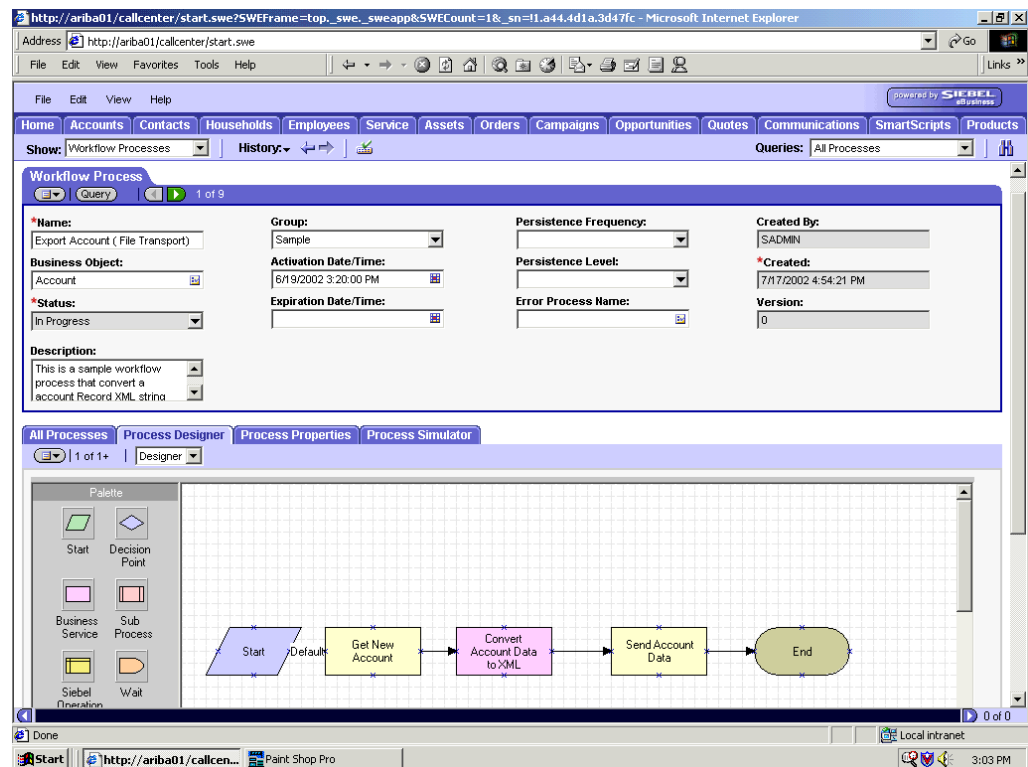 http://ariba01/callcenter/start.swe?SWEFrame=top._swe._sweapp&SWECount=1&_sn=!1.a44.4d1a.3d47fc - Microsoft Internet Explorer
Address http://ariba01/callcenter/start.swe Go
File Edit View Favorites Tools Help Links »
File Edit View Help powered by SIEBEL eBusiness
Home Accounts Contacts Households Employees Service Assets Orders Campaigns Opportunities Quotes Communications SmartScripts Products
Show: Workflow Processes History: Queries: All Processes
Workflow Process
Query 1 of 9
*Name: Group: Persistence Frequency: Created By:
Export Account ( File Transport) Sample SADMIN
Business Object: Activation Date/Time: Persistence Level: *Created:
Account 6/19/2002 3:20:00 PM 7/17/2002 4:54:21 PM
*Status: Expiration Date/Time: Error Process Name: Version:
In Progress 0
Description:
This is a sample workflow
process that convert a
account Record XML string
All Processes Process Designer Process Properties Process Simulator
1 of 1+ Designer
Palette
Start Decision Point
Business Service Sub Process
Siebel Operation Wait
Start
Default
Get New Account
Convert Account Data to XML
Send Account Data
End
0 of 0
Done Local intranet
Start http://ariba01/callcen... Paint Shop Pro 3:03 PM